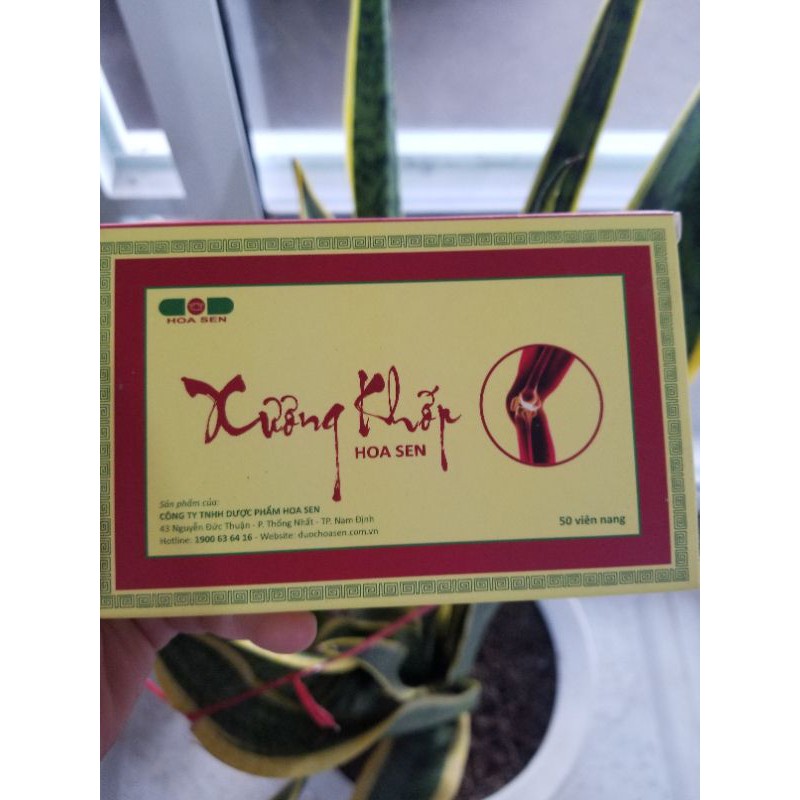 HOA SEN
Xương Khớp
HOA SEN
Sản phẩm của:
CÔNG TY TNHH DƯỢC PHẨM HOA SEN
43 Nguyễn Đức Thuận - P. Thống Nhất - TP. Nam Định
Hotline: 1900 63 64 16 - Website: duochoasen.com.vn
50 viên nang